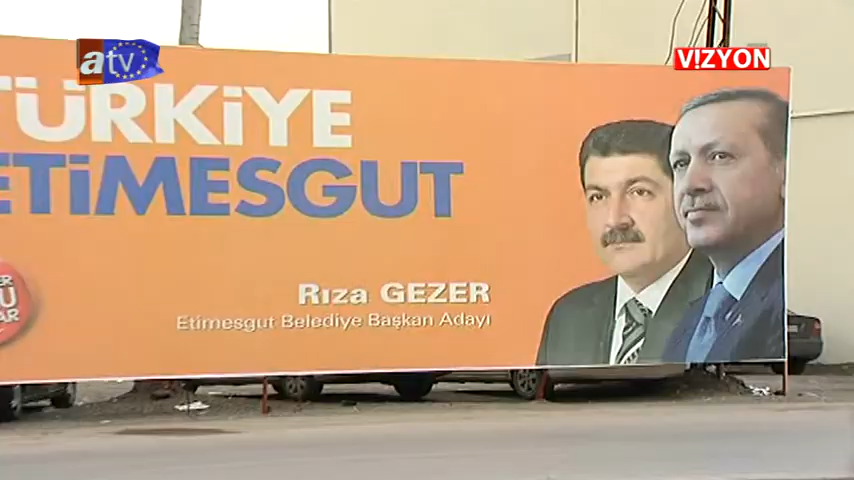 atv
VİZYON
TÜRKİYE
ETİMESGUT
Rıza GEZER
Etimesgut Belediye Başkan Adayı